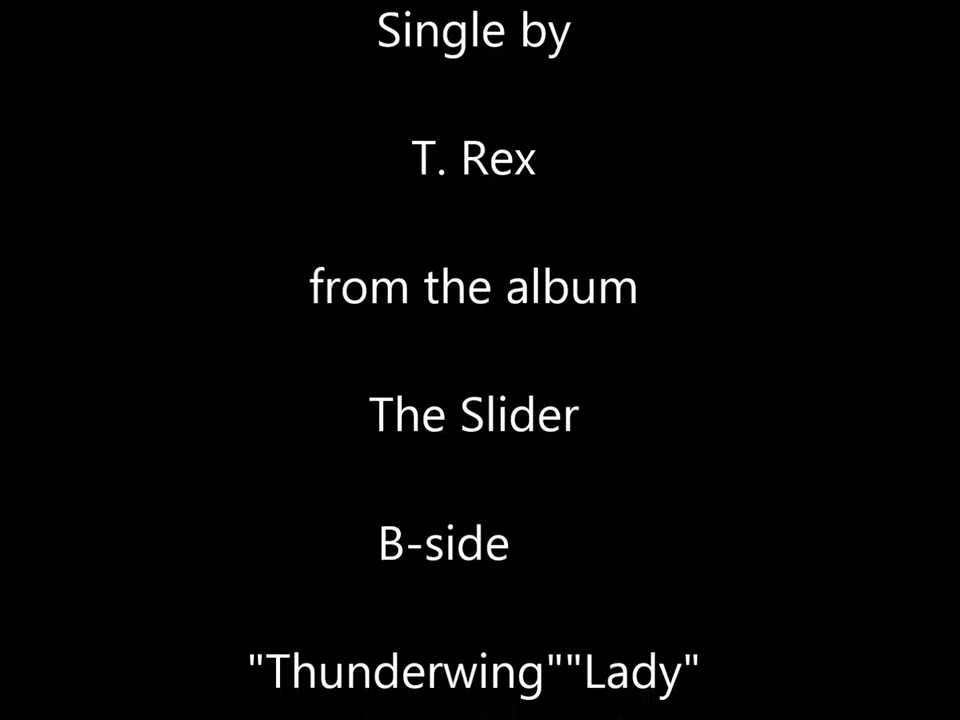 Single by
T. Rex
from the album
The Slider
B-side
"Thunderwing""Lady"